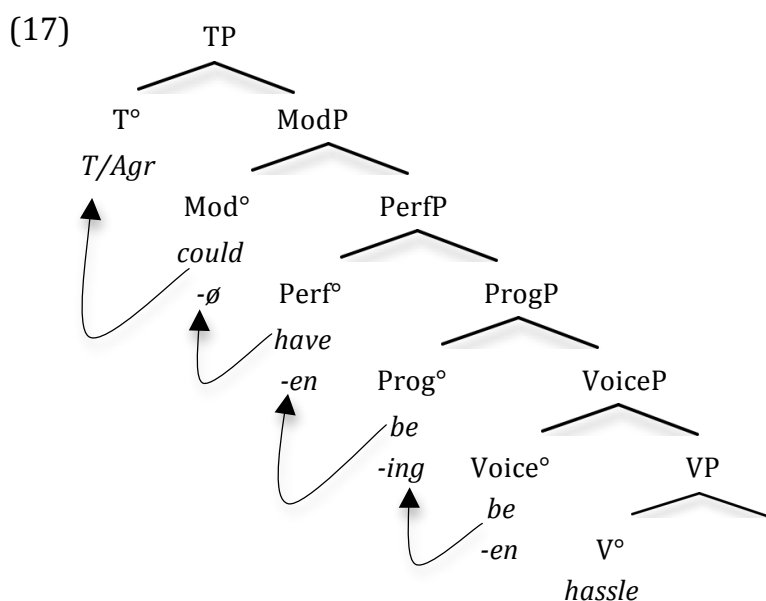 (17) TP
T° ModP
T/Agr
Mod° PerfP
could
-ø Perf° ProgP
have
-en Prog° VoiceP
be
-ing Voice° VP
be
-en V°
hassle